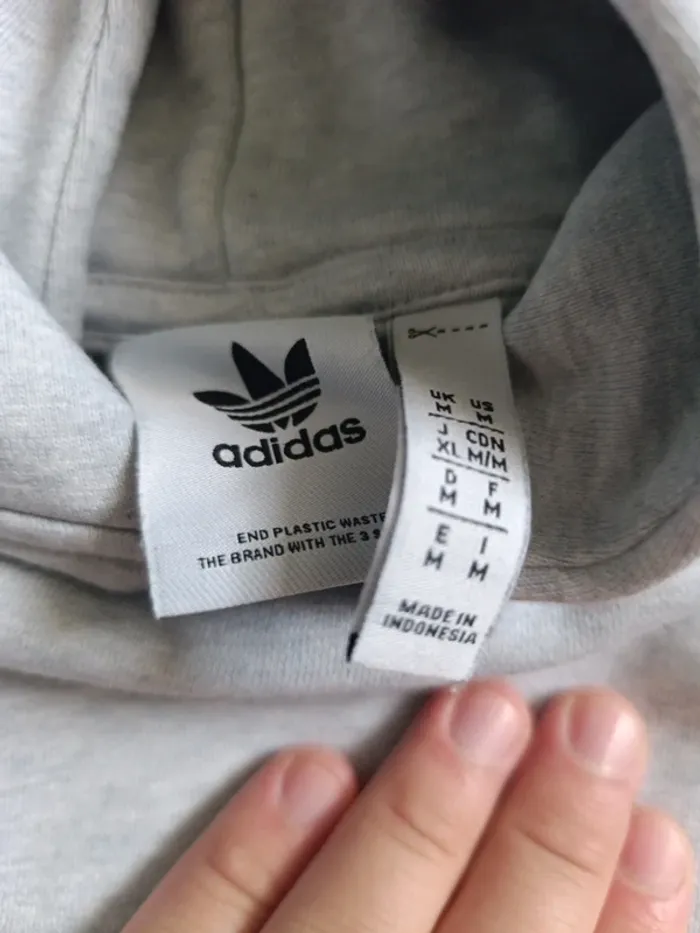 adidas
END PLASTIC WASTE
THE BRAND WITH THE 3
UK US
M M
J CDN
XL M/M
D F
M M
E I
M M
MADE IN
INDONESIA